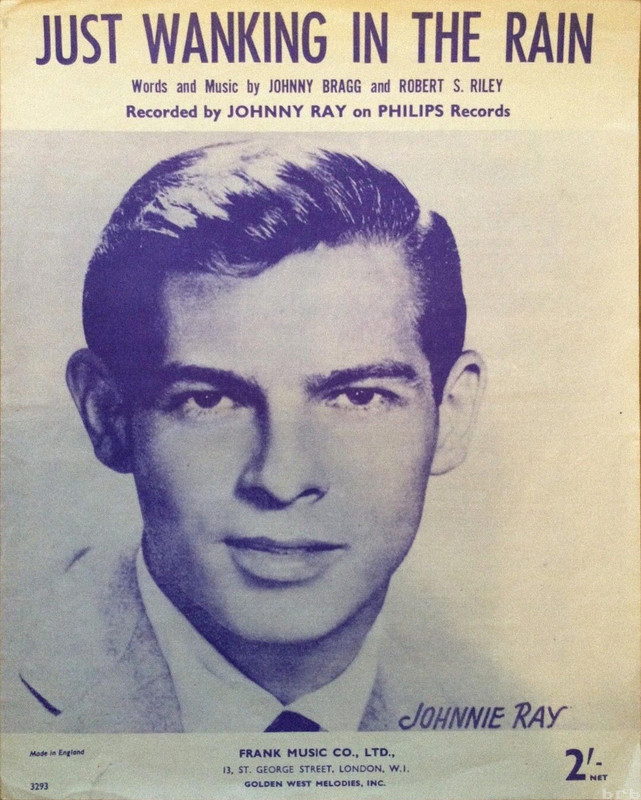 JUST WANKING IN THE RAIN
Words and Music by JOHNNY BRAGG and ROBERT S. RILEY
Recorded by JOHNNY RAY on PHILIPS Records
JOHNNIE RAY
Made in England
FRANK MUSIC CO., LTD.,
13, ST. GEORGE STREET, LONDON, W.I.
GOLDEN WEST MELODIES, INC.
3293
2/- NET